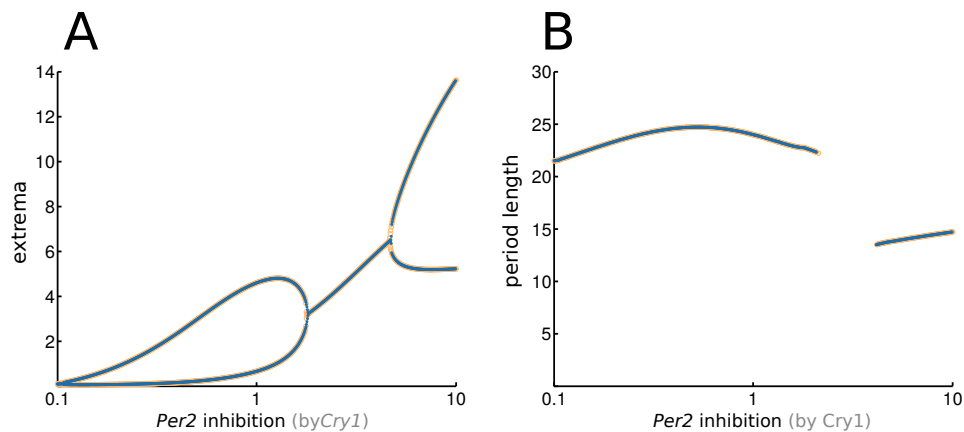 A
extrema
14
12
10
8
6
4
2
0.1 1 10
Per2 inhibition (byCry1)
B
period length
30
25
20
15
10
5
0.1 1 10
Per2 inhibition (by Cry1)